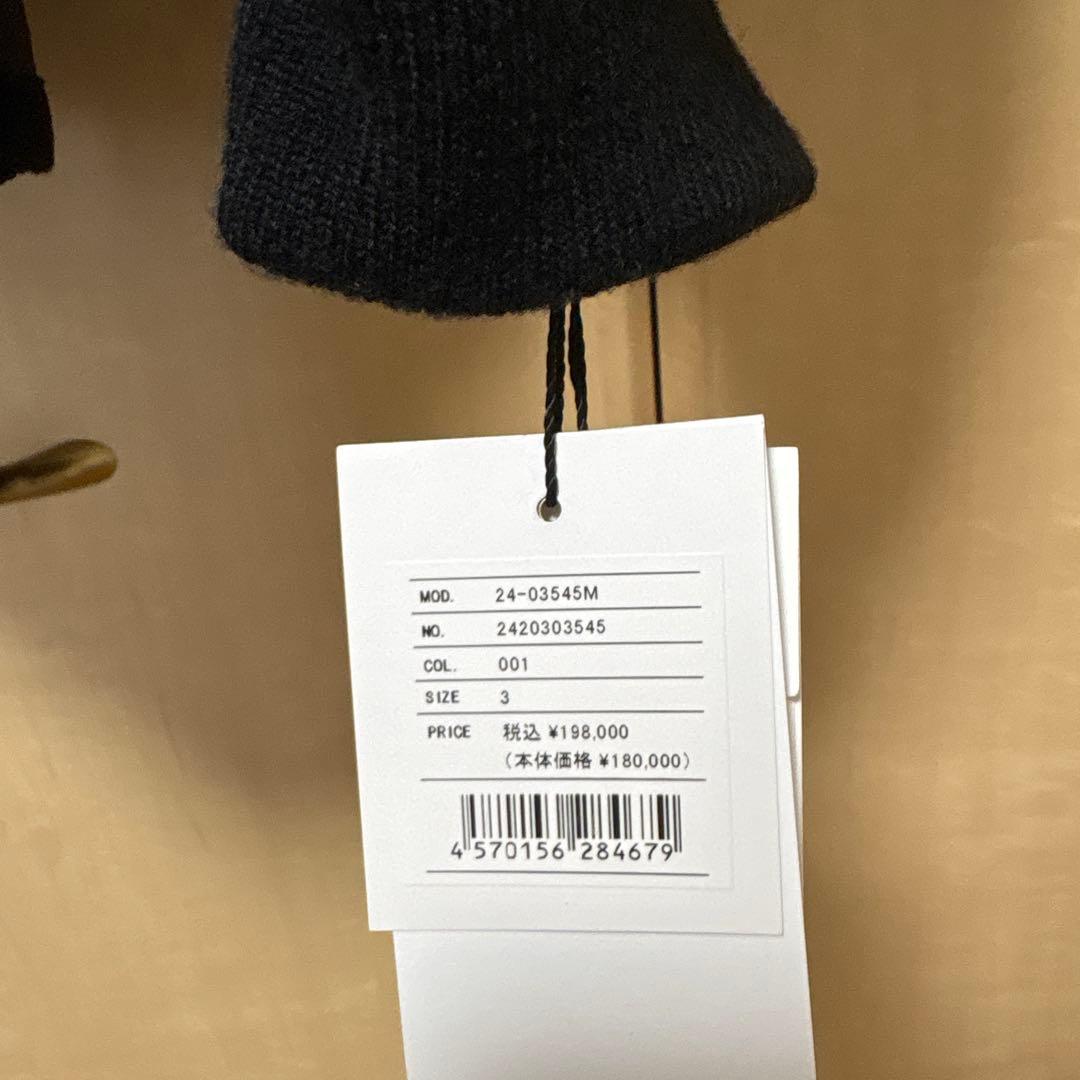 MOD. 24-03545M
NO. 2420303545
COL. 001
SIZE 3
PRICE 税込 ¥198,000
（本体価格 ¥180,000）
4 570156 284679